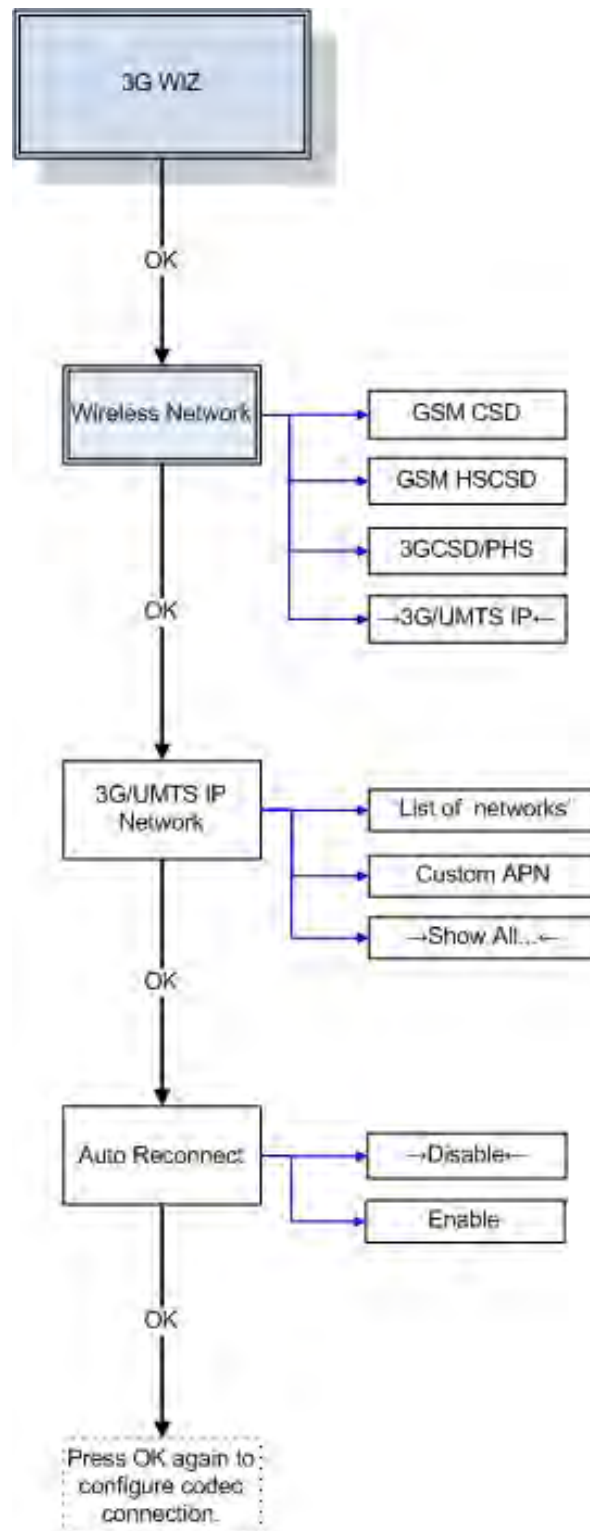 3G WIZ
OK
Wireless Network
GSM CSD
GSM HSCSD
3GCSD/PHS
→3G/UMTS IP←
OK
3G/UMTS IP
Network
'List of networks'
Custom APN
→Show All...←
OK
Auto Reconnect
→Disable←
Enable
OK
Press OK again to
configure codec
connection.